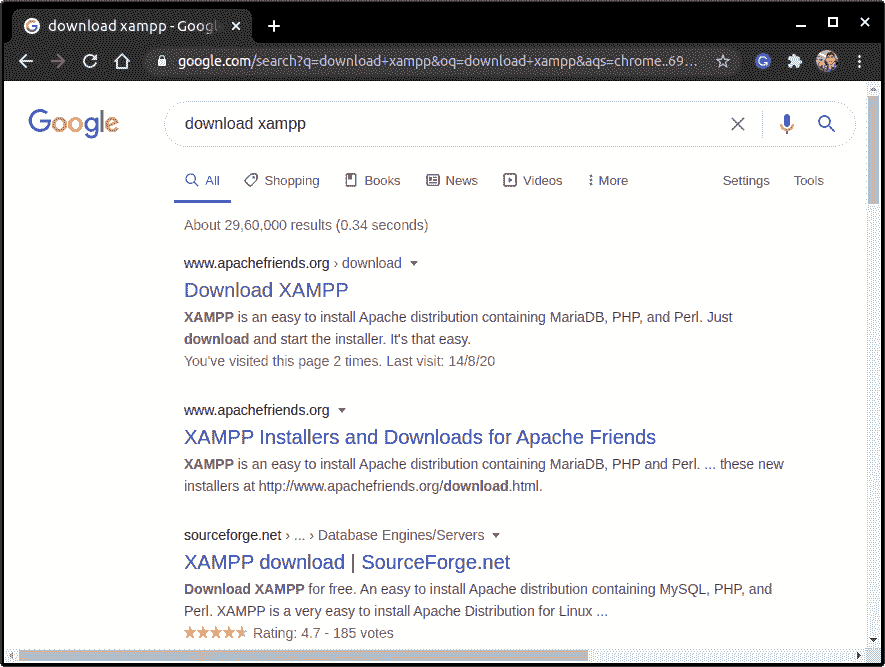 download xampp - Goog
google.com/search?q=download+xampp&oq=download+xampp&aqs=chrome..69...
G
Google
download xampp
All Shopping Books News Videos More Settings Tools
About 29,60,000 results (0.34 seconds)
www.apachefriends.org › download
Download XAMPP
XAMPP is an easy to install Apache distribution containing MariaDB, PHP, and Perl. Just
download and start the installer. It's that easy.
You've visited this page 2 times. Last visit: 14/8/20
www.apachefriends.org
XAMPP Installers and Downloads for Apache Friends
XAMPP is an easy to install Apache distribution containing MariaDB, PHP and Perl. ... these new
installers at http://www.apachefriends.org/download.html.
sourceforge.net › ... › Database Engines/Servers
XAMPP download | SourceForge.net
Download XAMPP for free. An easy to install Apache distribution containing MySQL, PHP, and
Perl. XAMPP is a very easy to install Apache Distribution for Linux ...
Rating: 4.7 - 185 votes